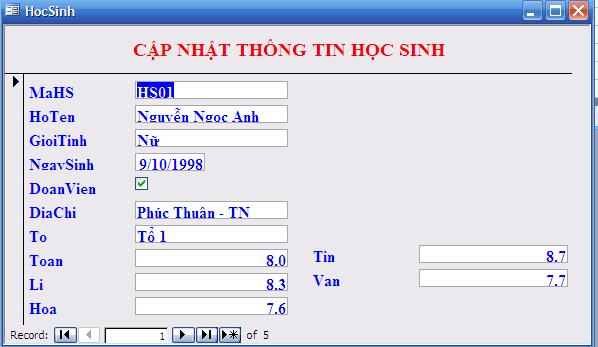 HocSinh
CẬP NHẬT THÔNG TIN HỌC SINH
MaHS HS01
HoTen Nguyễn Ngọc Anh
GioiTinh Nữ
NgaySinh 9/10/1998
DoanVien
DiaChi Phúc Thuận - TN
To Tổ 1
Toan 8.0 Tin 8.7
Li 8.3 Van 7.7
Hoa 7.6
Record: 1 of 5